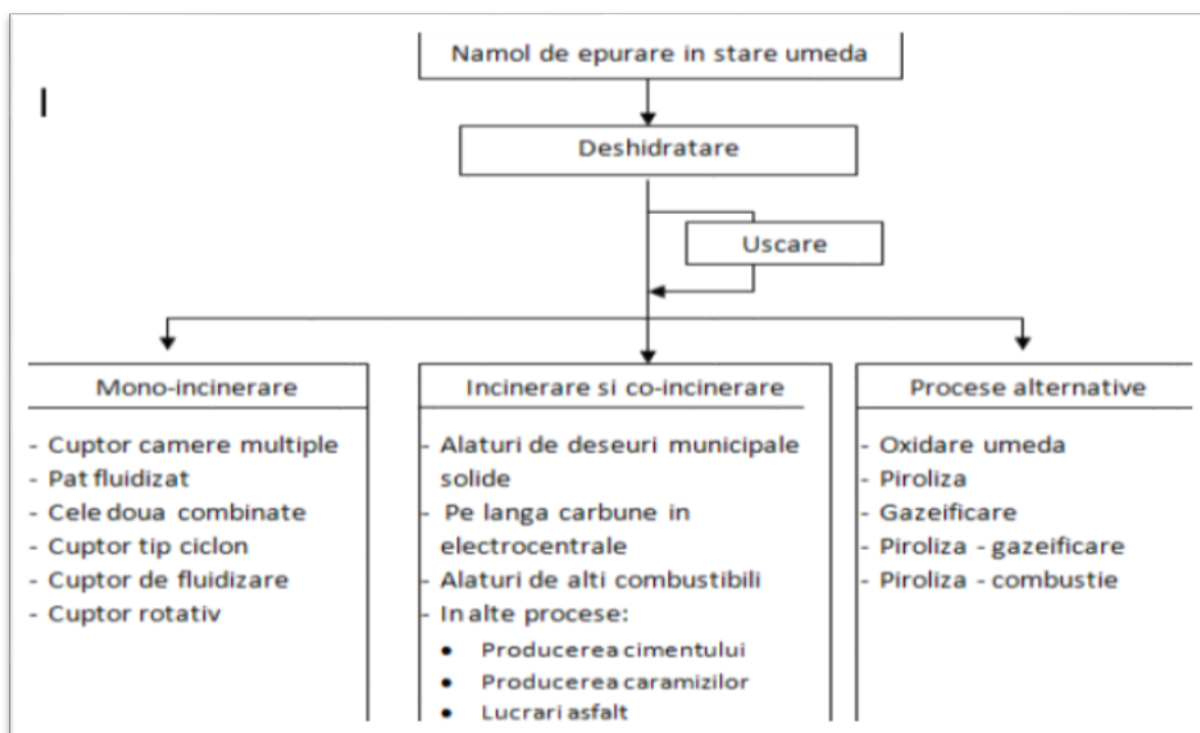 Namol de epurare in stare umeda
Deshidratare
Uscare
Mono-incinerare
- Cuptor camere multiple
- Pat fluidizat
- Cele doua combinate
- Cuptor tip ciclon
- Cuptor de fluidizare
- Cuptor rotativ
Incinerare si co-incinerare
- Alaturi de deseuri municipale
solide
- Pe langa carbune in
electrocentrale
- Alaturi de alti combustibili
- In alte procese:
• Producerea cimentului
• Producerea caramizilor
• Lucrari asfalt
Procese alternative
- Oxidare umeda
- Piroliza
- Gazeificare
- Piroliza - gazeificare
- Piroliza - combustie